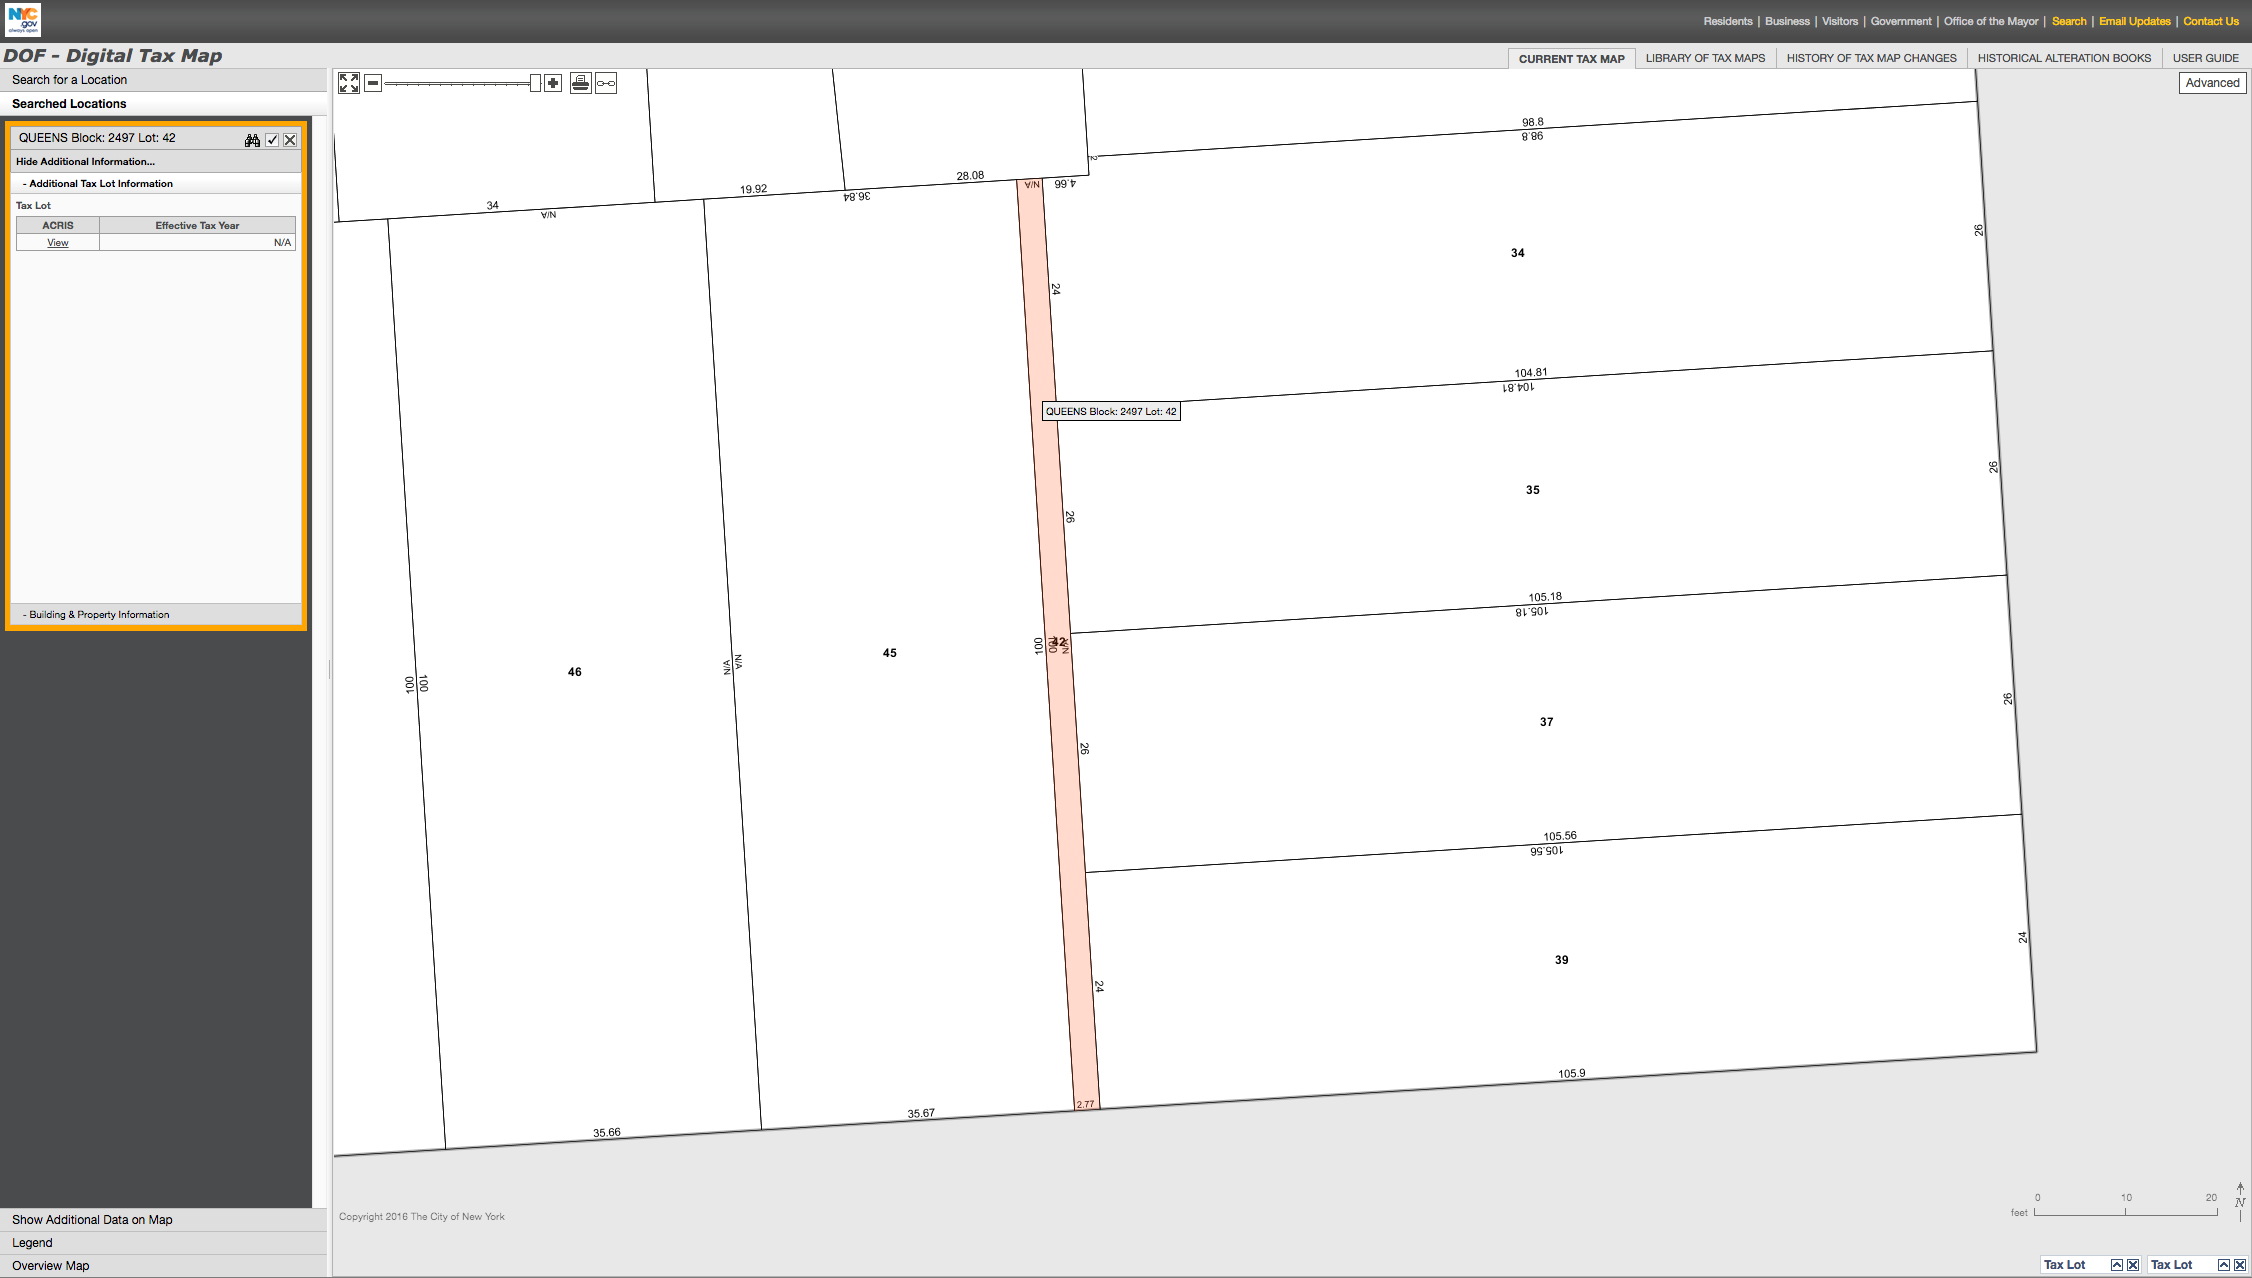 NYC
.gov
always open
Residents | Business | Visitors | Government | Office of the Mayor | Search | Email Updates | Contact Us
DOF - Digital Tax Map
CURRENT TAX MAP
LIBRARY OF TAX MAPS
HISTORY OF TAX MAP CHANGES
HISTORICAL ALTERATION BOOKS
USER GUIDE
Search for a Location
Searched Locations
Advanced
QUEENS Block: 2497 Lot: 42
Hide Additional Information...
- Additional Tax Lot Information
Tax Lot
ACRIS Effective Tax Year
View N/A
- Building & Property Information
98.8
98.8
2
28.08
N/A
4.66
19.92
36.84
34
N/A
26
34
24
104.81
104.81
QUEENS Block: 2497 Lot: 42
26
35
26
105.18
105.18
100
42
100
N/A
45
N/A
N/A
46
100
100
26
37
26
105.56
105.56
24
39
24
105.9
2.77
35.67
35.66
Copyright 2016 The City of New York
0 10 20
feet
N
Show Additional Data on Map
Legend
Overview Map
Tax Lot
Tax Lot